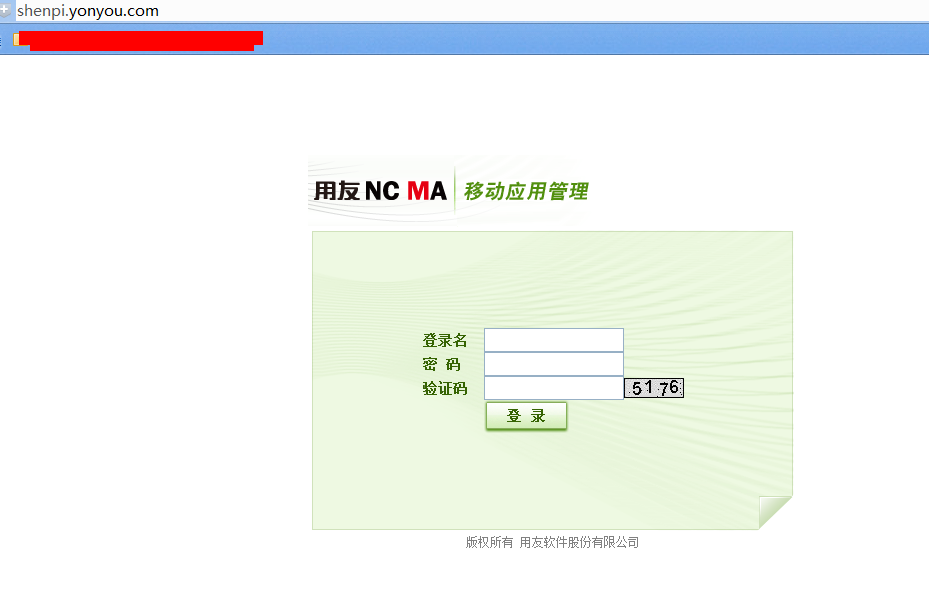 shenpi.yonyou.com
用友 NC MA 移动应用管理
登录名
密 码
验证码 5176
登 录
版权所有 用友软件股份有限公司